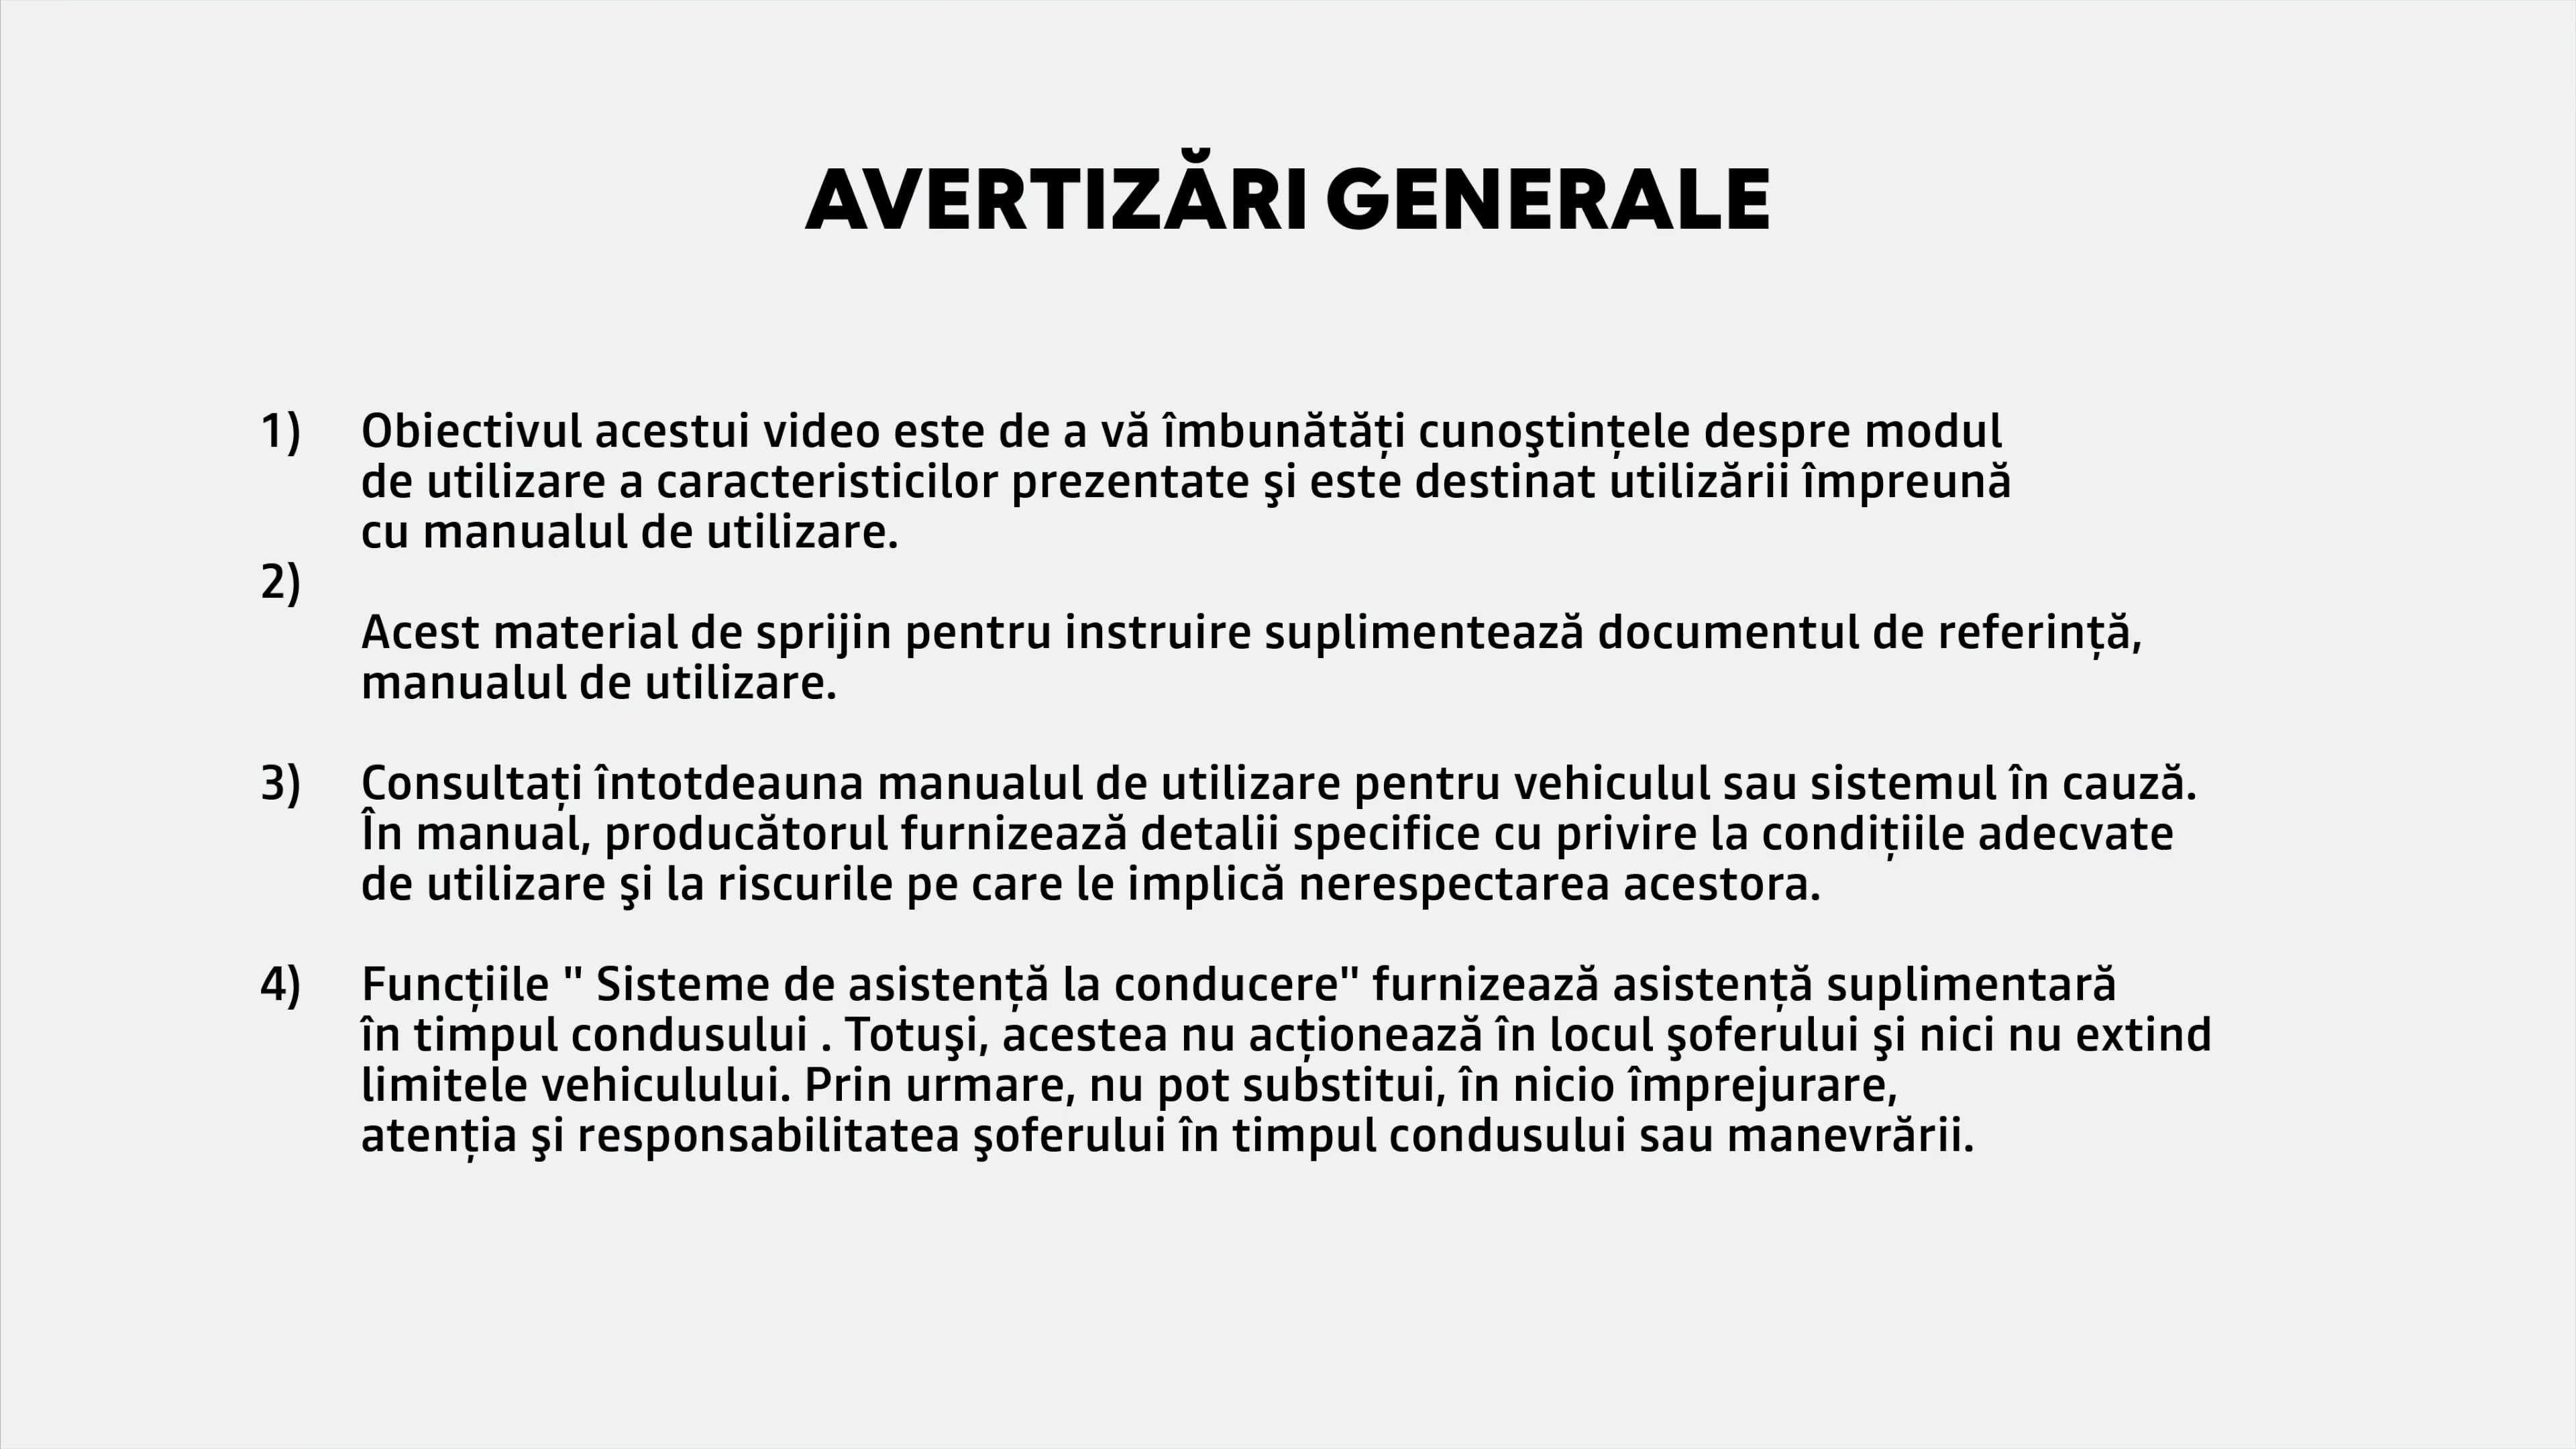 AVERTIZĂRI GENERALE
1) Obiectivul acestui video este de a vă îmbunătăți cunoştințele despre modul
de utilizare a caracteristicilor prezentate şi este destinat utilizării împreună
cu manualul de utilizare.
2)
Acest material de sprijin pentru instruire suplimentează documentul de referință,
manualul de utilizare.
3) Consultați întotdeauna manualul de utilizare pentru vehiculul sau sistemul în cauză.
În manual, producătorul furnizează detalii specifice cu privire la condițiile adecvate
de utilizare şi la riscurile pe care le implică nerespectarea acestora.
4) Funcțiile " Sisteme de asistență la conducere" furnizează asistență suplimentară
în timpul condusului . Totuşi, acestea nu acționează în locul şoferului şi nici nu extind
limitele vehiculului. Prin urmare, nu pot substitui, în nicio împrejurare,
atenția şi responsabilitatea şoferului în timpul condusului sau manevrării.